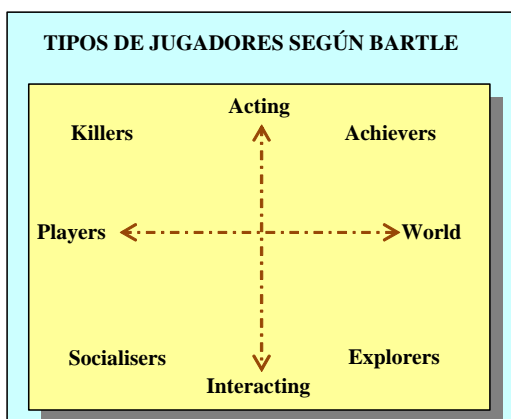 TIPOS DE JUGADORES SEGÚN BARTLE
Acting
Killers
Achievers
Players
World
Socialisers
Explorers
Interacting